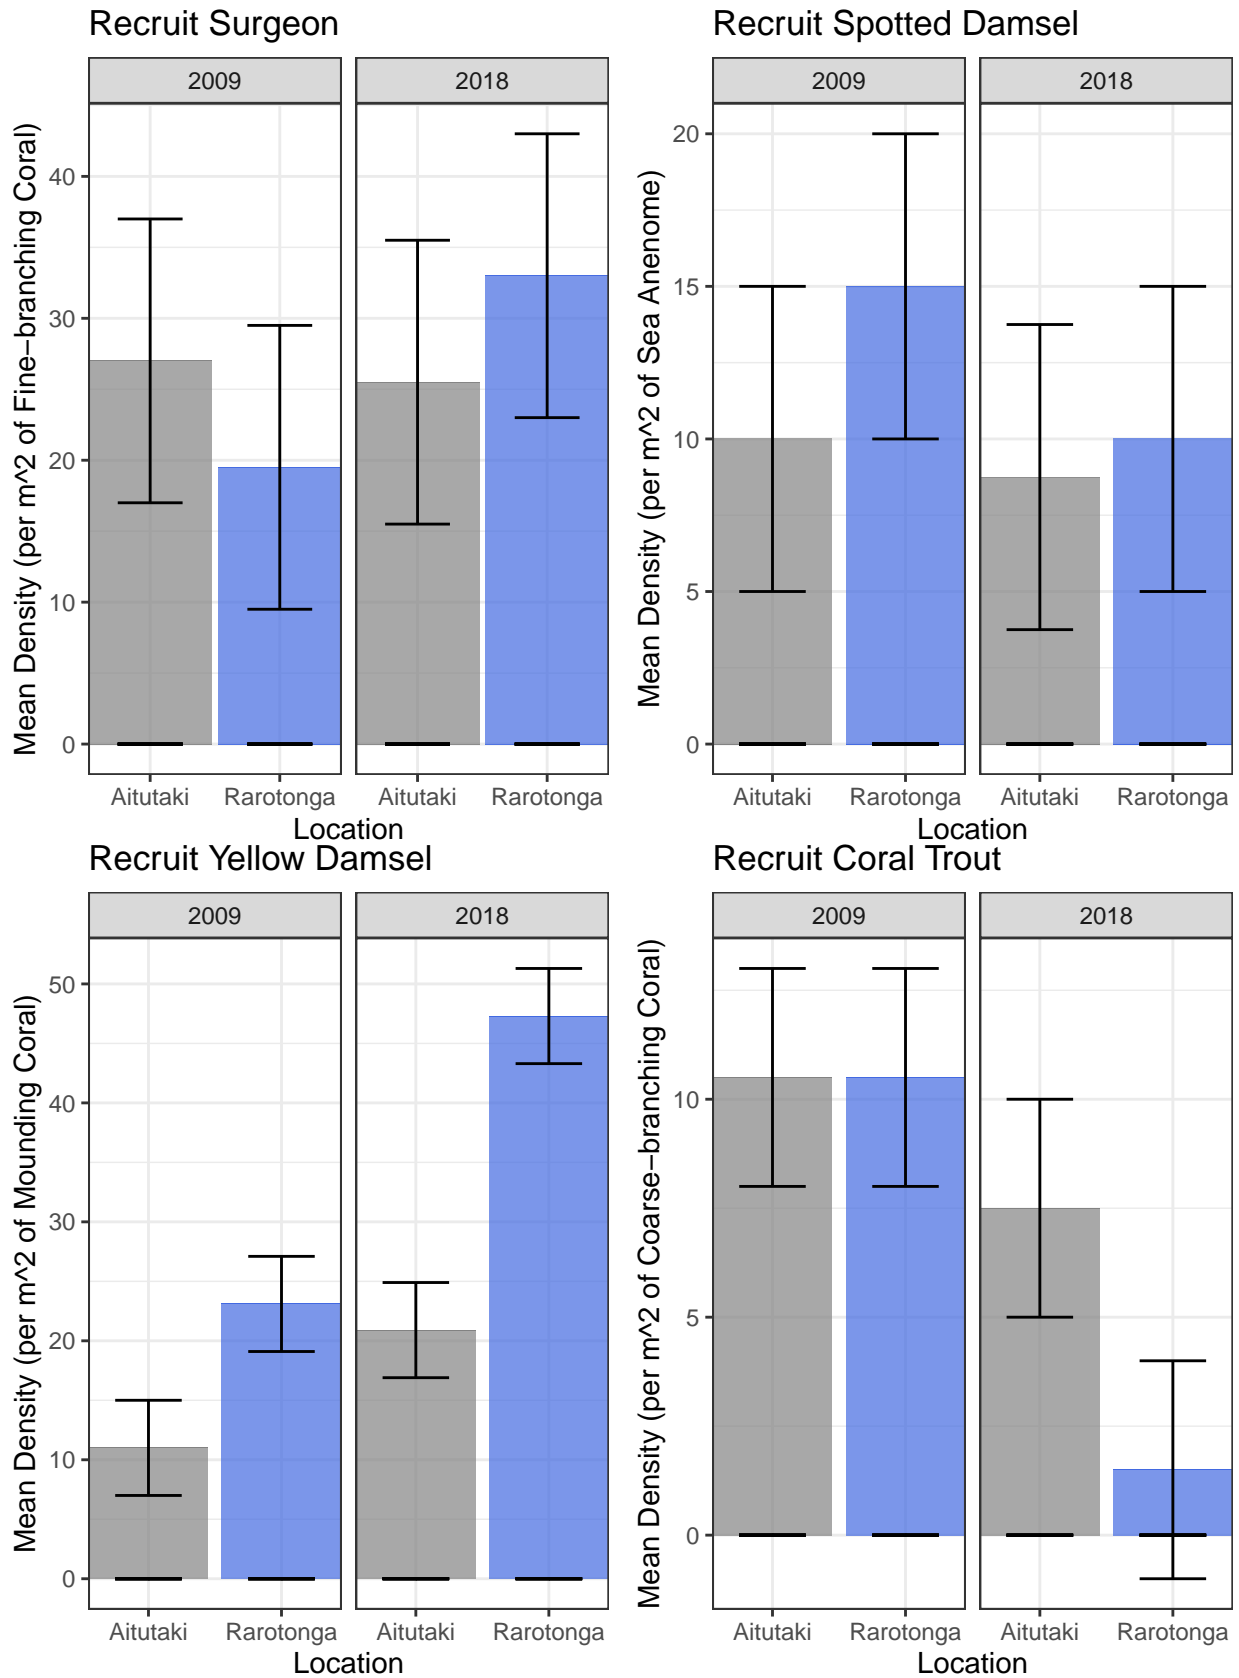 Recruit Surgeon
2009 2018
Mean Density (per m^2 of Fine−branching Coral)
40
30
20
10
0
Aitutaki Rarotonga Aitutaki Rarotonga
Location
Recruit Spotted Damsel
2009 2018
Mean Density (per m^2 of Sea Anenome)
20
15
10
5
0
Aitutaki Rarotonga Aitutaki Rarotonga
Location
Recruit Yellow Damsel
2009 2018
Mean Density (per m^2 of Mounding Coral)
50
40
30
20
10
0
Aitutaki Rarotonga Aitutaki Rarotonga
Location
Recruit Coral Trout
2009 2018
Mean Density (per m^2 of Coarse−branching Coral)
10
5
0
Aitutaki Rarotonga Aitutaki Rarotonga
Location